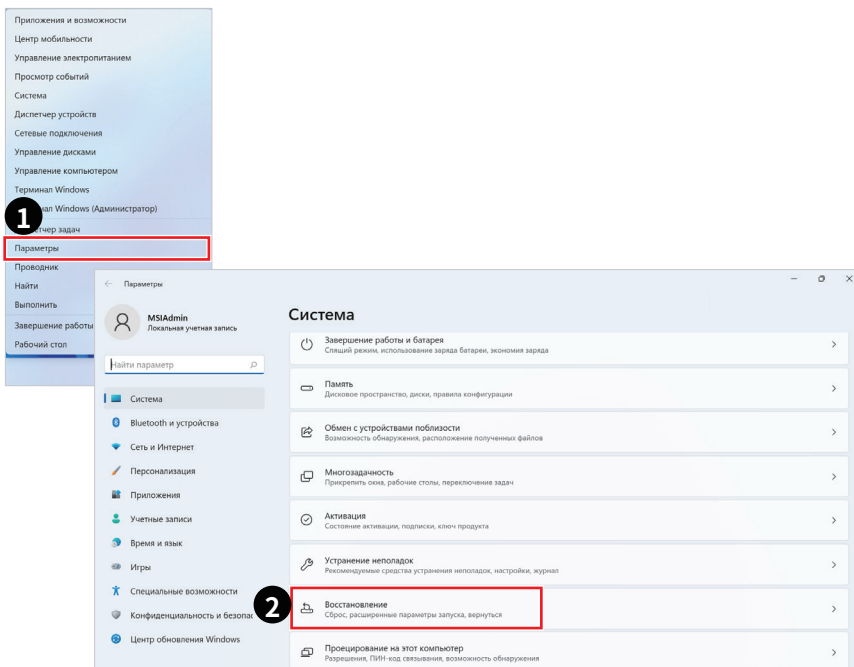 Приложения и возможности
Центр мобильности
Управление электропитанием
Просмотр событий
Система
Диспетчер устройств
Сетевые подключения
Управление дисками
Управление компьютером
Терминал Windows
Windows (Администратор)
1
задач
Параметры
Проводник
Найти
Выполнить
Завершение работы
Рабочий стол
Параметры
MSIAdmin
Локальная учетная запись
Найти параметр
Система
Bluetooth и устройства
Сеть и Интернет
Персонализация
Приложения
Учетные записи
Время и язык
Игры
Специальные возможности
Конфиденциальность и безопас
Центр обновления Windows
Система
Завершение работы и батарея
Спящий режим, использование заряда батареи, экономия заряда
Память
Дисковое пространство, диски, правила конфигурации
Обмен с устройствами поблизости
Возможность обнаружения, расположение полученных файлов
Многозадачность
Прикрепить окна, рабочие столы, переключение задач
Активация
Состояние активации, подписки, ключ продукта
Устранение неполадок
Рекомендуемые средства устранения неполадок, настройки, журнал
2
Восстановление
Сброс, расширенные параметры запуска, вернуться
Проецирование на этот компьютер
Разрешения, ПИН-код связывания, возможность обнаружения